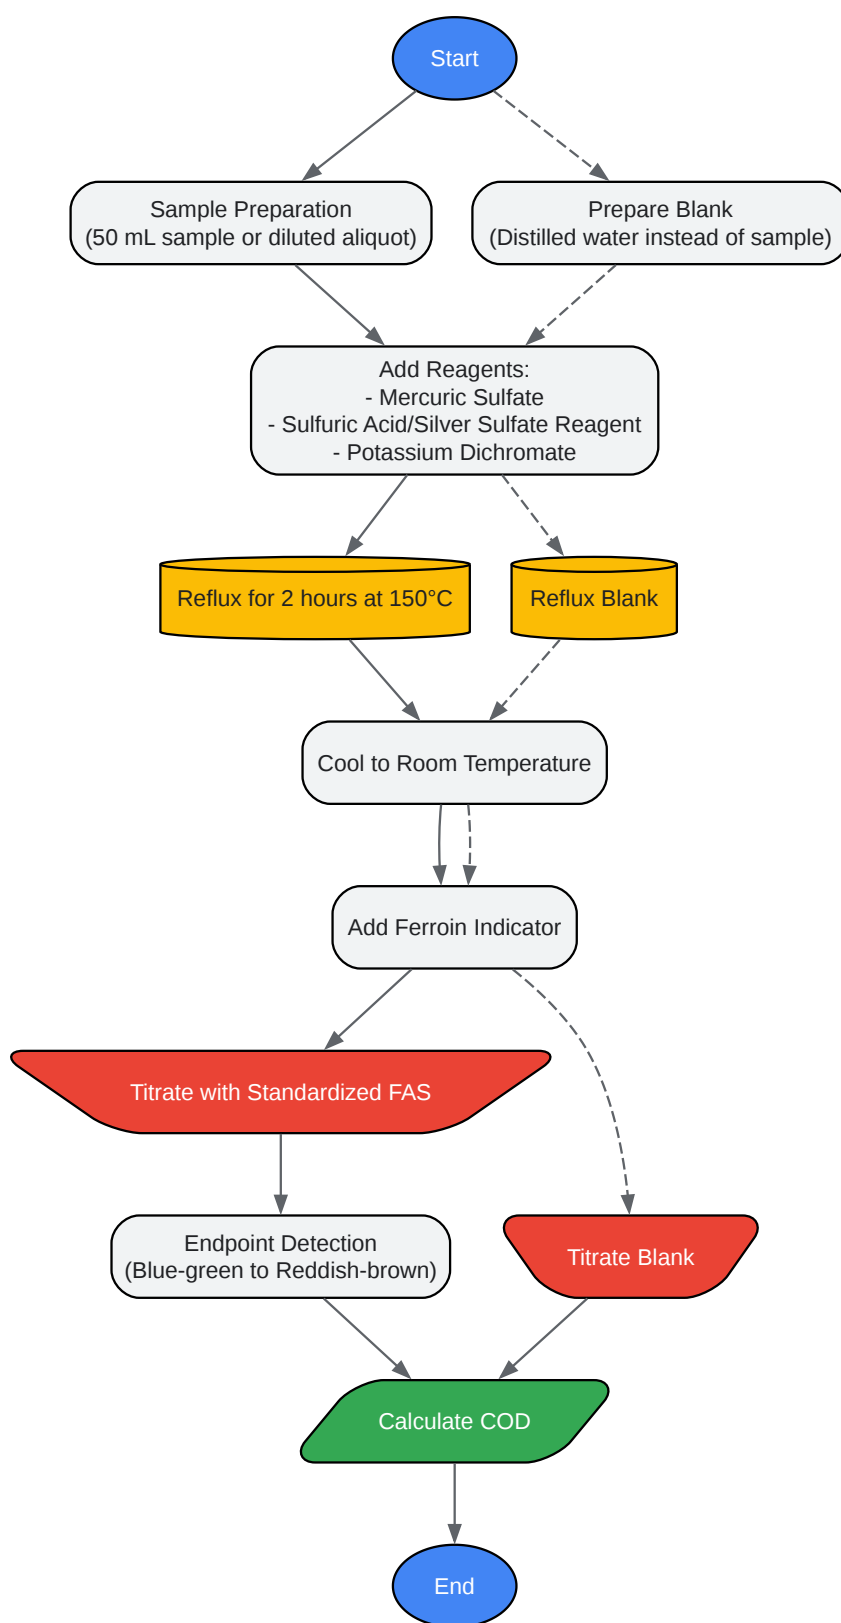 Start
Sample Preparation
(50 mL sample or diluted aliquot)
Prepare Blank
(Distilled water instead of sample)
Add Reagents:
- Mercuric Sulfate
- Sulfuric Acid/Silver Sulfate Reagent
- Potassium Dichromate
Reflux for 2 hours at 150°C
Reflux Blank
Cool to Room Temperature
Add Ferroin Indicator
Titrate with Standardized FAS
Endpoint Detection
(Blue-green to Reddish-brown)
Titrate Blank
Calculate COD
End